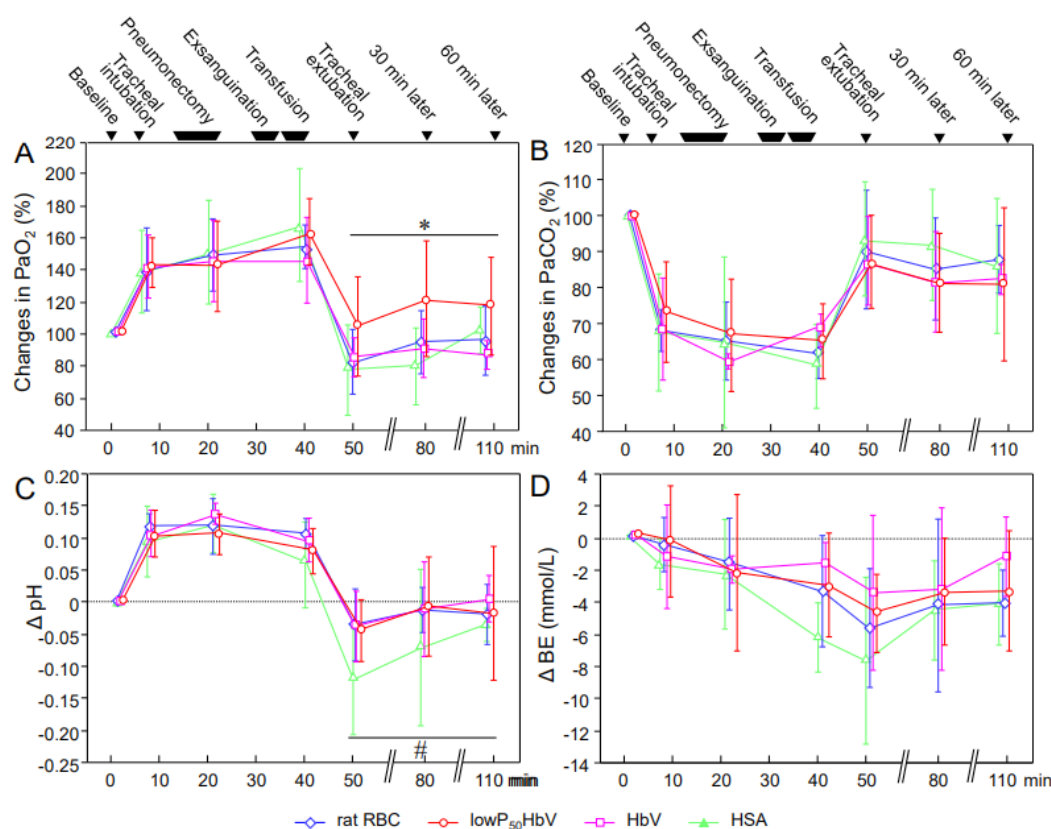 Baseline
Tracheal intubation
Pneumonectomy
Exsanguination
Transfusion
Tracheal extubation
30 min later
60 min later
Baseline
Tracheal intubation
Pneumonectomy
Exsanguination
Transfusion
Tracheal extubation
30 min later
60 min later
A
Changes in PaO₂ (%)
220
200
180
160
140
120
100
80
60
40
*
0 10 20 30 40 50 80 110 min
B
Changes in PaCO₂ (%)
120
110
100
90
80
70
60
50
40
0 10 20 30 40 50 80 110 min
C
Δ pH
0.20
0.15
0.10
0.05
0
-0.05
-0.10
-0.15
-0.20
-0.25
#
0 10 20 30 40 50 80 110 min
D
Δ BE (mmol/L)
4
2
0
-2
-4
-6
-8
-10
-12
-14
0 10 20 30 40 50 80 110 min
rat RBC lowP₅₀HbV HbV HSA